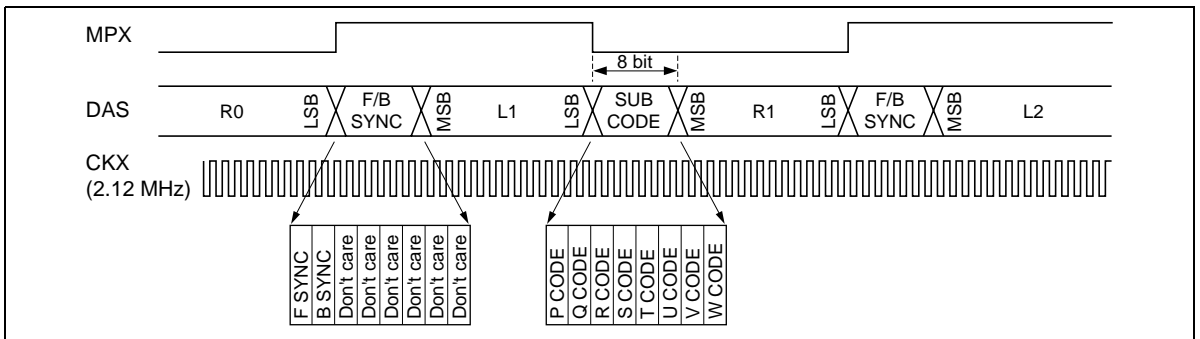 MPX
8 bit
DAS
R0
LSB
F/B
SYNC
MSB
L1
LSB
SUB
CODE
MSB
R1
LSB
F/B
SYNC
MSB
L2
CKX
(2.12 MHz)
F SYNC
B SYNC
Don't care
Don't care
Don't care
Don't care
Don't care
Don't care
P CODE
Q CODE
R CODE
S CODE
T CODE
U CODE
V CODE
W CODE